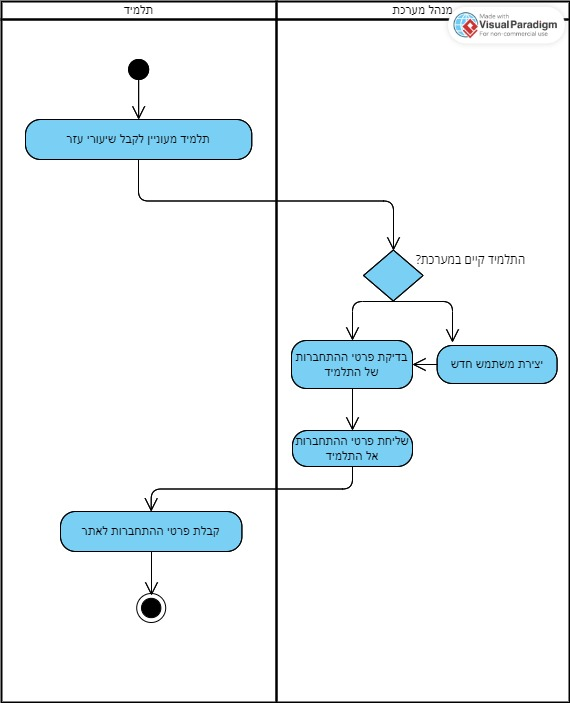 תלמיד
מנהל מערכת
Made with
Visual Paradigm
For non-commercial use
תלמיד מעוניין לקבל שיעורי עזר
התלמיד קיים במערכת?
בדיקת פרטי ההתחברות
של התלמיד
יצירת משתמש חדש
שליחת פרטי ההתחברות
אל התלמיד
קבלת פרטי ההתחברות לאתר